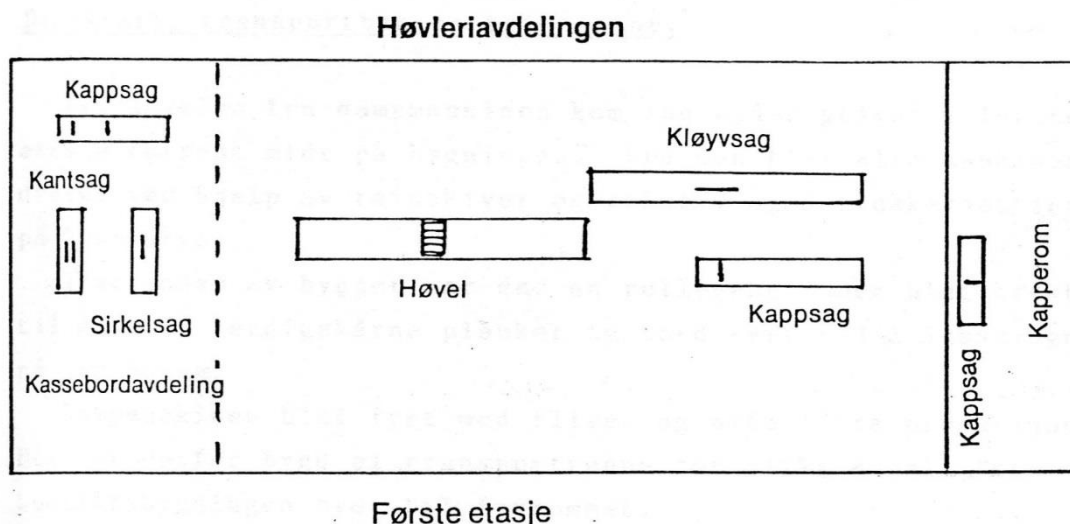 Høvleriavdelingen
Kappsag
Kløyvsag
Kantsag
Høvel
Kappsag
Sirkelsag
Kassebordavdeling
Kappsag
Kapperom
Første etasje